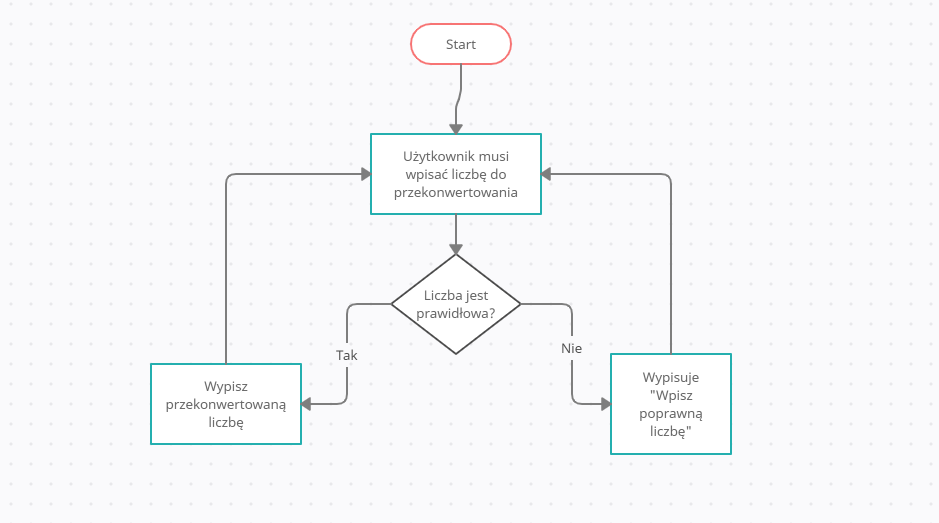 Start
Użytkownik musi
wpisać liczbę do
przekonwertowania
Liczba jest
prawidłowa?
Tak
Nie
Wypisz
przekonwertowaną
liczbę
Wypisuje
"Wpisz
poprawną
liczbę"